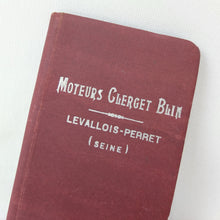 MOTEURS CLERGET BLIN
LEVALLOIS-PERRET
(SEINE)